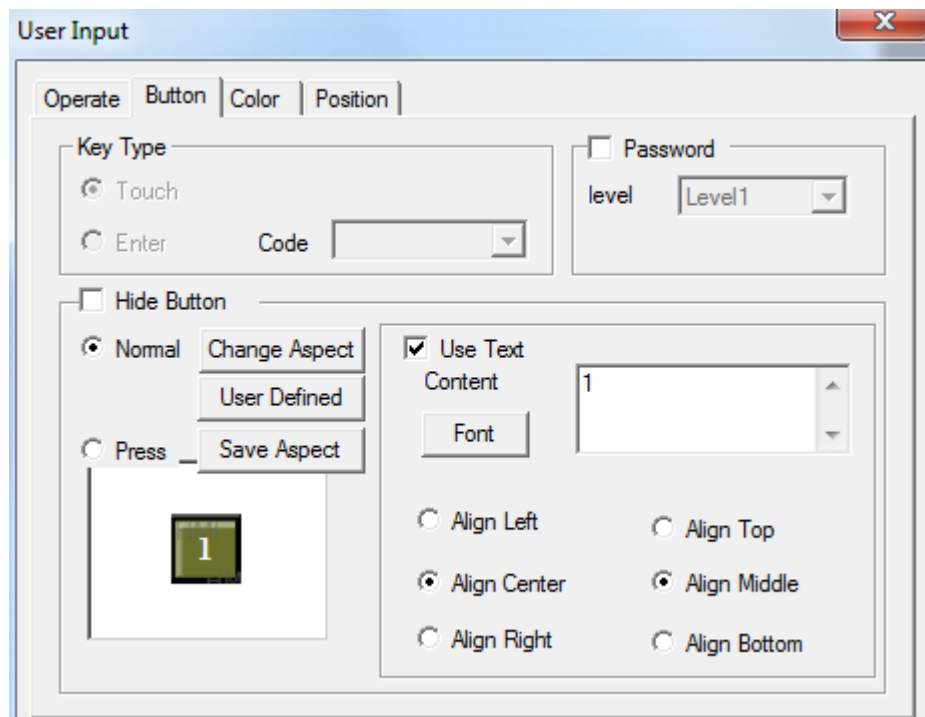 User Input
X
Operate Button Color Position
Key Type
Touch
Enter Code
Password
level Level1
Hide Button
Normal Change Aspect
User Defined
Press Save Aspect
1
Use Text
Content 1
Font
Align Left Align Top
Align Center Align Middle
Align Right Align Bottom